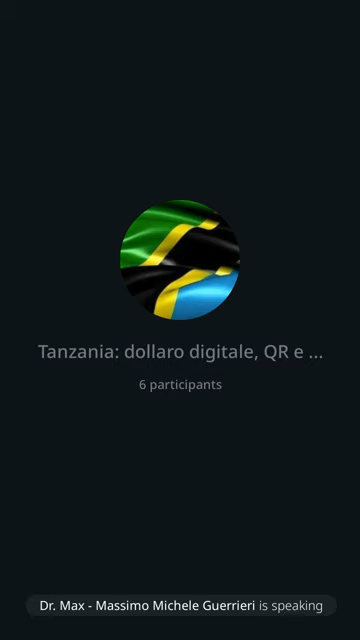 Tanzania: dollaro digitale, QR e ...
6 participants
Dr. Max - Massimo Michele Guerrieri is speaking